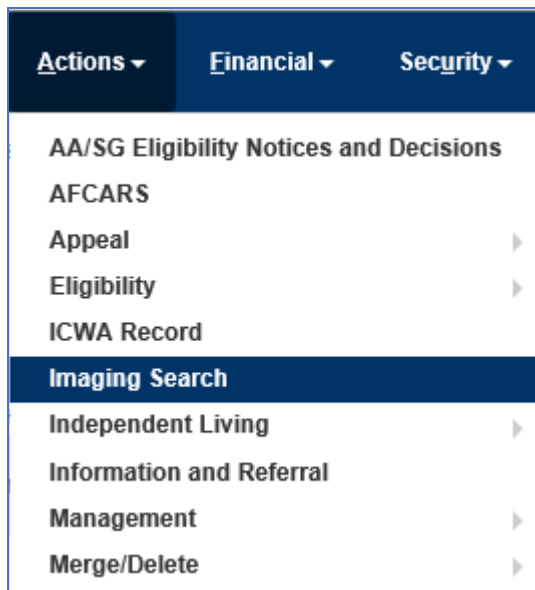 Actions Financial Security
AA/SG Eligibility Notices and Decisions
AFCARS
Appeal
Eligibility
ICWA Record
Imaging Search
Independent Living
Information and Referral
Management
Merge/Delete